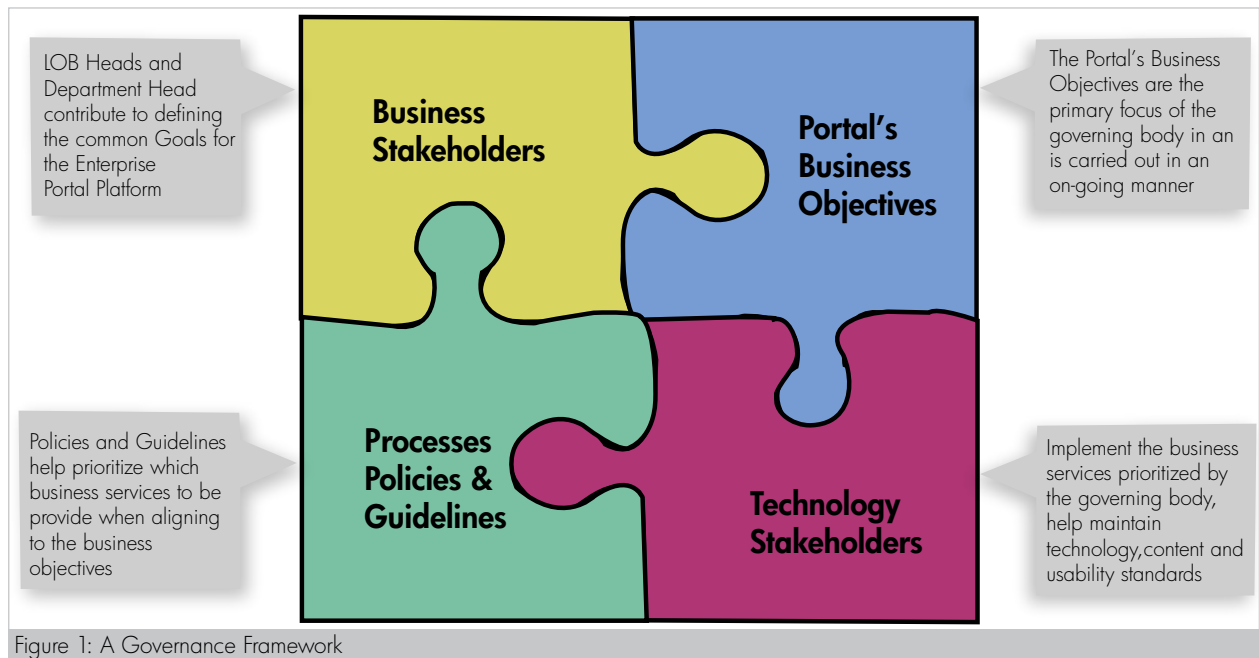 LOB Heads and
Department Head
contribute to defining
the common Goals for
the Enterprise
Portal Platform
Business
Stakeholders
Portal's
Business
Objectives
The Portal's Business
Objectives are the
primary focus of the
governing body in an
is carried out in an
on-going manner
Policies and Guidelines
help prioritize which
business services to be
provide when aligning
to the business
objectives
Processes
Policies &
Guidelines
Technology
Stakeholders
Implement the business
services prioritized by
the governing body,
help maintain
technology,content and
usability standards
Figure 1: A Governance Framework